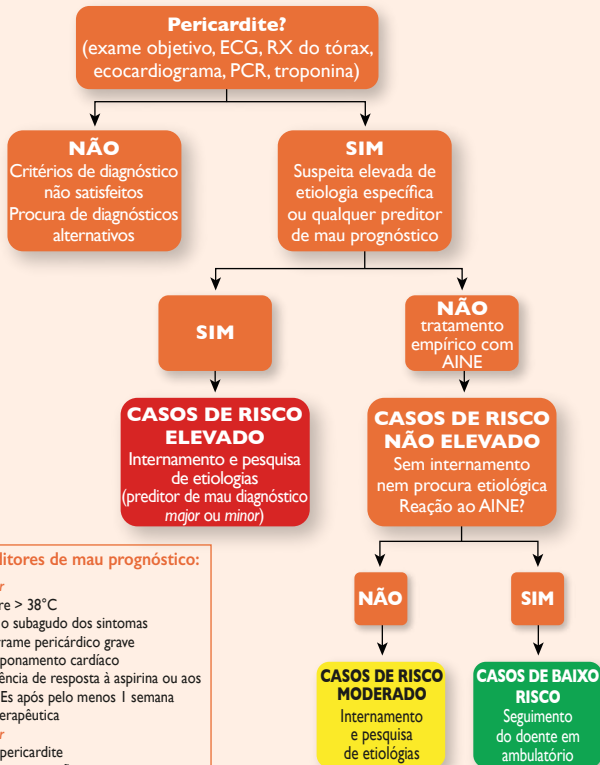 Pericardite?
(exame objetivo, ECG, RX do tórax,
ecocardiograma, PCR, troponina)
NÃO
Critérios de diagnóstico
não satisfeitos
Procura de diagnósticos
alternativos
SIM
Suspeita elevada de
etiologia específica
ou qualquer preditor
de mau prognóstico
SIM
NÃO
tratamento
empírico com
AINE
CASOS DE RISCO
ELEVADO
Internamento e pesquisa
de etiologias
(preditor de mau diagnóstico
major ou minor)
CASOS DE RISCO
NÃO ELEVADO
Sem internamento
nem procura etiológica
Reação ao AINE?
NÃO
SIM
CASOS DE RISCO
MODERADO
Internamento
e pesquisa
de etiológias
CASOS DE BAIXO
RISCO
Seguimento
do doente em
ambulatório
ditores de mau prognóstico:
re > 38°C
o subagudo dos sintomas
rame pericárdico grave
ponamento cardíaco
ência de resposta à aspirina ou aos
Es após pelo menos 1 semana
erapêutica
pericardite